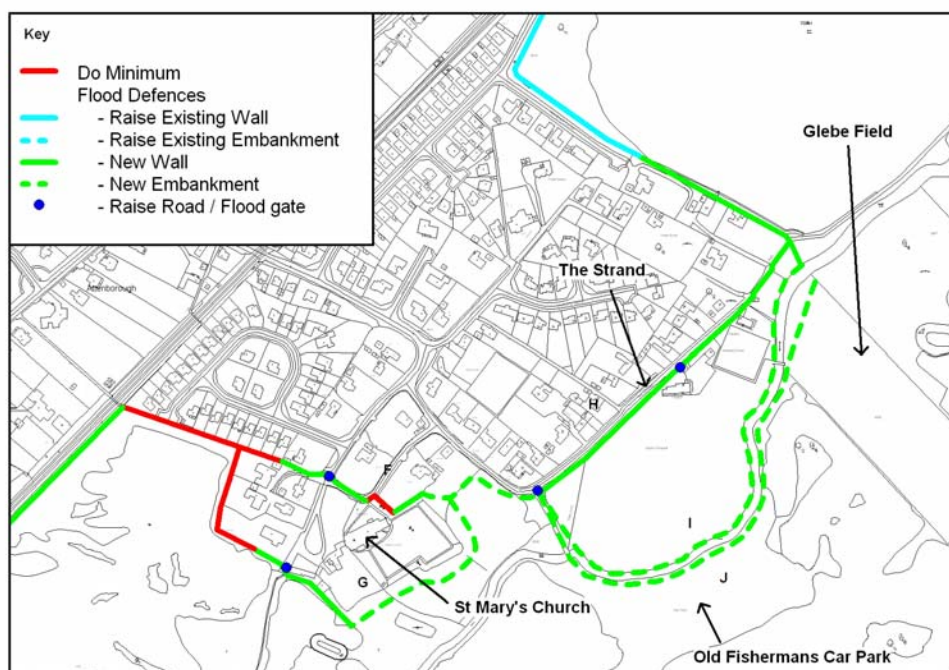 Key
Do Minimum
Flood Defences
- Raise Existing Wall
- Raise Existing Embankment
- New Wall
- New Embankment
- Raise Road / Flood gate
Glebe Field
The Strand
Attenborough
H
F
I
G
J
St Mary's Church
Old Fishermans Car Park